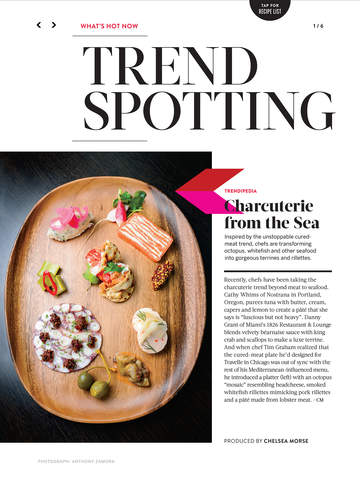 TAP FOR
RECIPE LIST
WHAT'S HOT NOW
1 / 6
TREND
SPOTTING
TRENDIPEDIA
Charcuterie
from the Sea
Inspired by the unstoppable cured-
meat trend, chefs are transforming
octopus, whitefish and other seafood
into gorgeous terrines and rillettes.
Recently, chefs have been taking the
charcuterie trend beyond meat to seafood.
Cathy Whims of Nostrana in Portland,
Oregon, purees tuna with butter, cream,
capers and lemon to create a pâté that she
says is "luscious but not heavy". Danny
Grant of Miami's 1826 Restaurant & Lounge
blends velvety béarnaise sauce with king
crab and scallops to make a luxe terrine.
And when chef Tim Graham realized that
the cured-meat plate he'd designed for
Travelle in Chicago was out of sync with the
rest of his Mediterranean-influenced menu,
he introduced a platter (left) with an octopus
"mosaic" resembling headcheese, smoked
whitefish rillettes mimicking pork rillettes
and a pâté made from lobster meat. –CM
PRODUCED BY CHELSEA MORSE
PHOTOGRAPH: ANTHONY ZAMORA